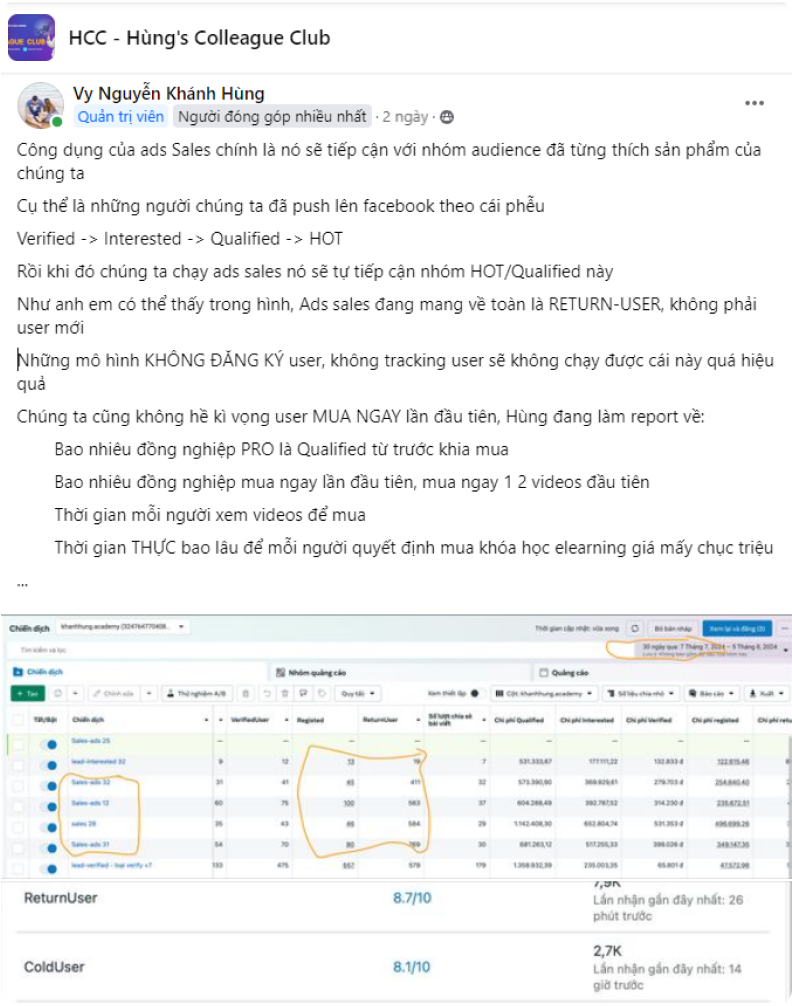 HCC - Hùng's Colleague Club
Vy Nguyễn Khánh Hùng
Quản trị viên Người đóng góp nhiều nhất · 2 ngày ·
Công dụng của ads Sales chính là nó sẽ tiếp cận với nhóm audience đã từng thích sản phẩm của
chúng ta
Cụ thể là những người chúng ta đã push lên facebook theo cái phễu
Verified -> Interested -> Qualified -> HOT
Rồi khi đó chúng ta chạy ads sales nó sẽ tự tiếp cận nhóm HOT/Qualified này
Như anh em có thể thấy trong hình, Ads sales đang mang về toàn là RETURN-USER, không phải
user mới
Những mô hình KHÔNG ĐĂNG KÝ user, không tracking user sẽ không chạy được cái này quá hiệu
quả
Chúng ta cũng không hề kì vọng user MUA NGAY lần đầu tiên, Hùng đang làm report về:
Bao nhiêu đồng nghiệp PRO là Qualified từ trước khia mua
Bao nhiêu đồng nghiệp mua ngay lần đầu tiên, mua ngay 1 2 videos đầu tiên
Thời gian mỗi người xem videos để mua
Thời gian THỰC bao lâu để mỗi người quyết định mua khóa học elearning giá mấy chục triệu
...
Chiến dịch khanhhung.academy Thời gian cập nhật: vừa xong Bỏ bản nháp Xem lại và đăng
Tìm kiếm và lọc 30 ngày qua: 7 Tháng 7, 2024 – 5 Tháng 8, 2024
Chiến dịch Nhóm quảng cáo Quảng cáo
+ Tạo Chỉnh sửa Thử nghiệm A/B Quy tắc Xem thiết lập Cột: khanhhung.academy Số liệu chia nhỏ Báo cáo Xuất
Tắt/Bật Chiến dịch VerifiedUser Registed ReturnUser Số lượt chia sẻ bài viết Chi phí Qualified Chi phí Interested Chi phí Verified Chi phí registed
Sales-ads 25 — — — — — — — —
lead-interested 32 9 12 13 19 7 531.333,67 177.111,22 132.833 đ 122.615,46
Sales-ads 32 31 41 45 411 32 573.390,90 369.929,61 279.703 đ 254.840,40
Sales-ads 12 60 75 100 563 37 604.288,49 392.787,52 314.230 đ 235.672,51
sales 29 35 43 46 584 29 1.142.408,30 652.804,74 531.353 đ 496.699,26
Sales-ads 31 54 70 80 769 30 681.263,12 517.255,33 399.026 đ 349.147,35
lead-verified 133 475 657 579 179 1.358.932,39 235.003,35 65.801 đ 47.572,98
ReturnUser 8.7/10 7,9K
Lần nhận gần đây nhất: 26
phút trước
ColdUser 8.1/10 2,7K
Lần nhận gần đây nhất: 14
giờ trước